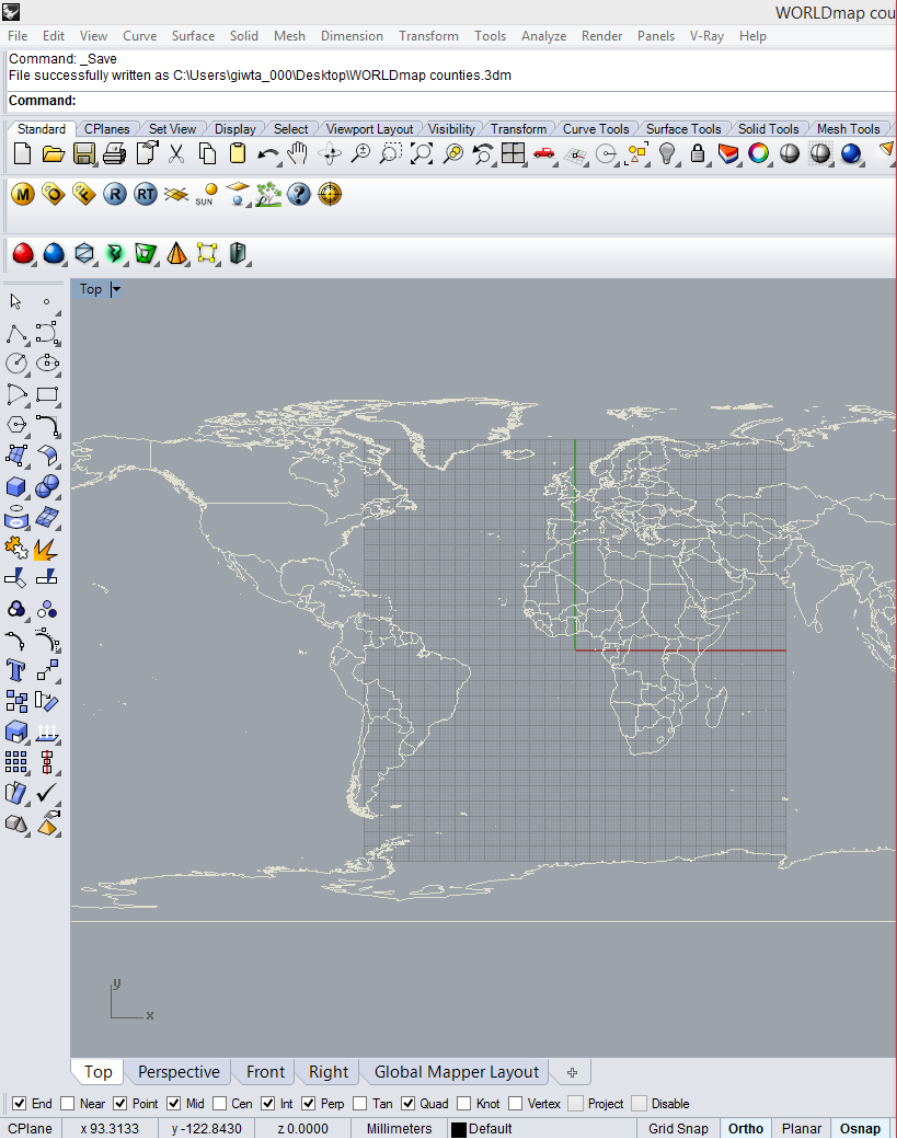 WORLDmap cou
File Edit View Curve Surface Solid Mesh Dimension Transform Tools Analyze Render Panels V-Ray Help
Command: _Save
File successfully written as C:\Users\giwta_000\Desktop\WORLDmap counties.3dm
Command:
Standard CPlanes Set View Display Select Viewport Layout Visibility Transform Curve Tools Surface Tools Solid Tools Mesh Tools
M O F R RT SUN ?
Top
T
y
x
Top Perspective Front Right Global Mapper Layout
End Near Point Mid Cen Int Perp Tan Quad Knot Vertex Project Disable
CPlane x 93.3133 y -122.8430 z 0.0000 Millimeters Default Grid Snap Ortho Planar Osnap